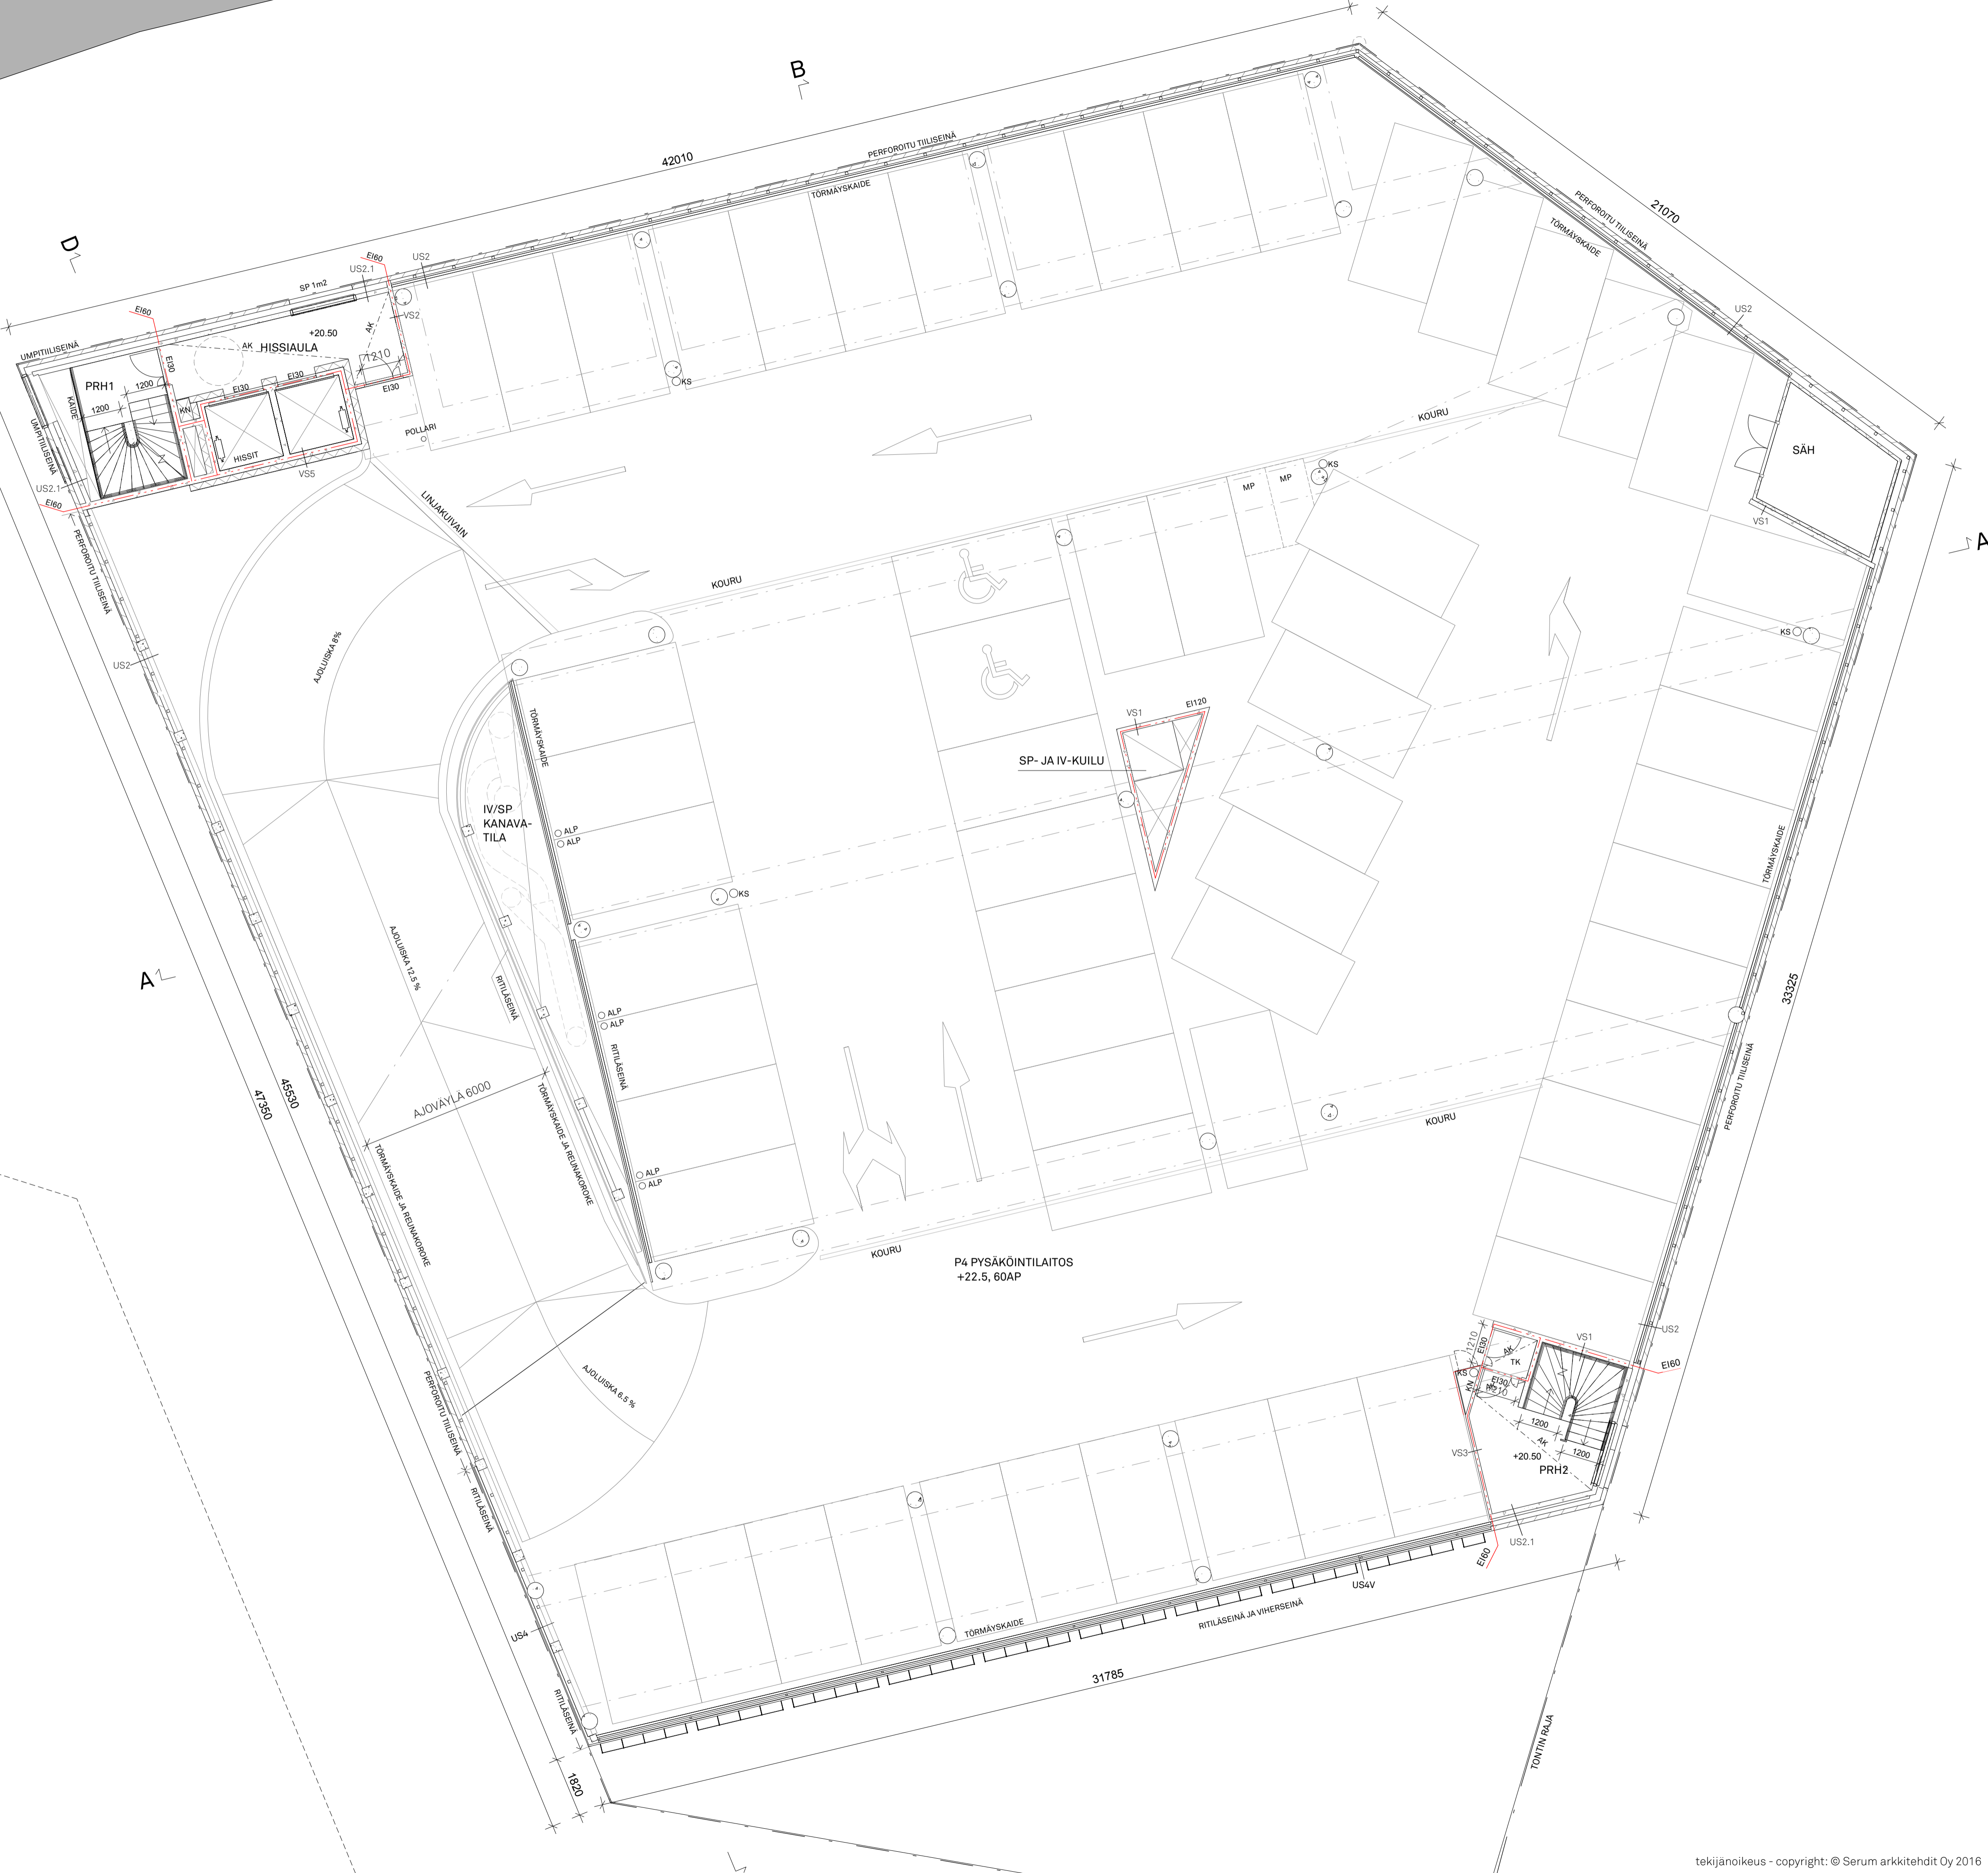 B
42010
PERFOROITU TIILISEINÄ
TÖRMÄYSKAIDE
21070
PERFOROITU TIILISEINÄ
TÖRMÄYSKAIDE
D
EI60
US2
US2.1
SP 1m2
EI60
+20.50
VS2
AK
UMPITIILISEINÄ
AK
HISSIAULA
1210
EI30
PRH1
1200
EI30
EI30
EI30
KAIDE
1200
KN
HISSIT
VS5
POLLARI
KS
UMPITIILISEINÄ
US2.1
EI60
LINJAKUIVAIN
PERFOROITU TIILISEINÄ
KOURU
US2
SÄH
VS1
A
MP
MP
KS
KOURU
AJOLUISKA 8%
US2
KS
TÖRMÄYSKAIDE
VS1
EI120
SP- JA IV-KUILU
IV/SP
KANAVA-
TILA
ALP
ALP
KS
TÖRMÄYSKAIDE
A
AJOLUISKA 12.5 %
RITILÄSEINÄ
ALP
ALP
RITILÄSEINÄ
33325
PERFOROITU TIILISEINÄ
47350
45530
AJOVÄYLÄ 6000
TÖRMÄYSKAIDE JA REUNAKOROKE
TÖRMÄYSKAIDE JA REUNAKOROKE
ALP
ALP
KOURU
KOURU
P4 PYSÄKÖINTILAITOS
+22.5, 60AP
AJOLUISKA 6.5 %
PERFOROITU TIILISEINÄ
RITILÄSEINÄ
1210
EI30
AK
TK
VS1
US2
EI60
KS
KN
EI30
1210
1200
AK
1200
VS3
+20.50
PRH2
US2.1
EI60
US4V
RITILÄSEINÄ JA VIHERSEINÄ
TÖRMÄYSKAIDE
US4
RITILÄSEINÄ
31785
1820
TONTIN RAJA
tekijänoikeus - copyright: © Serum arkkitehdit Oy 2016